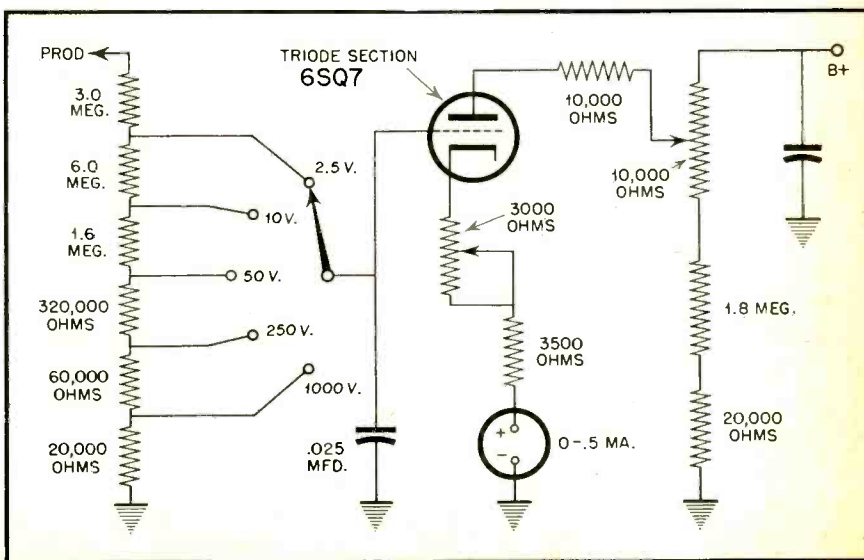 PROD
3.0
MEG.
6.0
MEG.
1.6
MEG.
320,000
OHMS
60,000
OHMS
20,000
OHMS
2.5 V.
10 V.
50 V.
250 V.
1000 V.
.025
MFD.
TRIODE SECTION
6SQ7
3000
OHMS
3500
OHMS
+
−
0-.5 MA.
10,000
OHMS
10,000
OHMS
B+
1.8 MEG.
20,000
OHMS